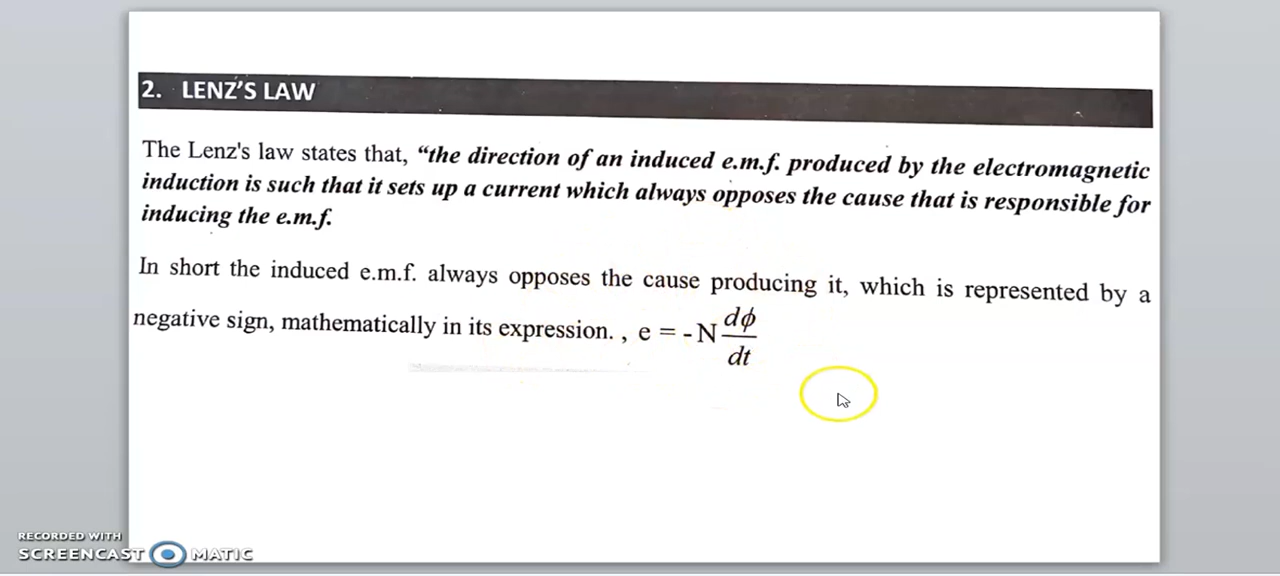 2. LENZ'S LAW
The Lenz's law states that, “the direction of an induced e.m.f. produced by the electromagnetic
induction is such that it sets up a current which always opposes the cause that is responsible for
inducing the e.m.f.
In short the induced e.m.f. always opposes the cause producing it, which is represented by a
negative sign, mathematically in its expression. , e = -N dϕ/dt
RECORDED WITH
SCREENCAST MATIC